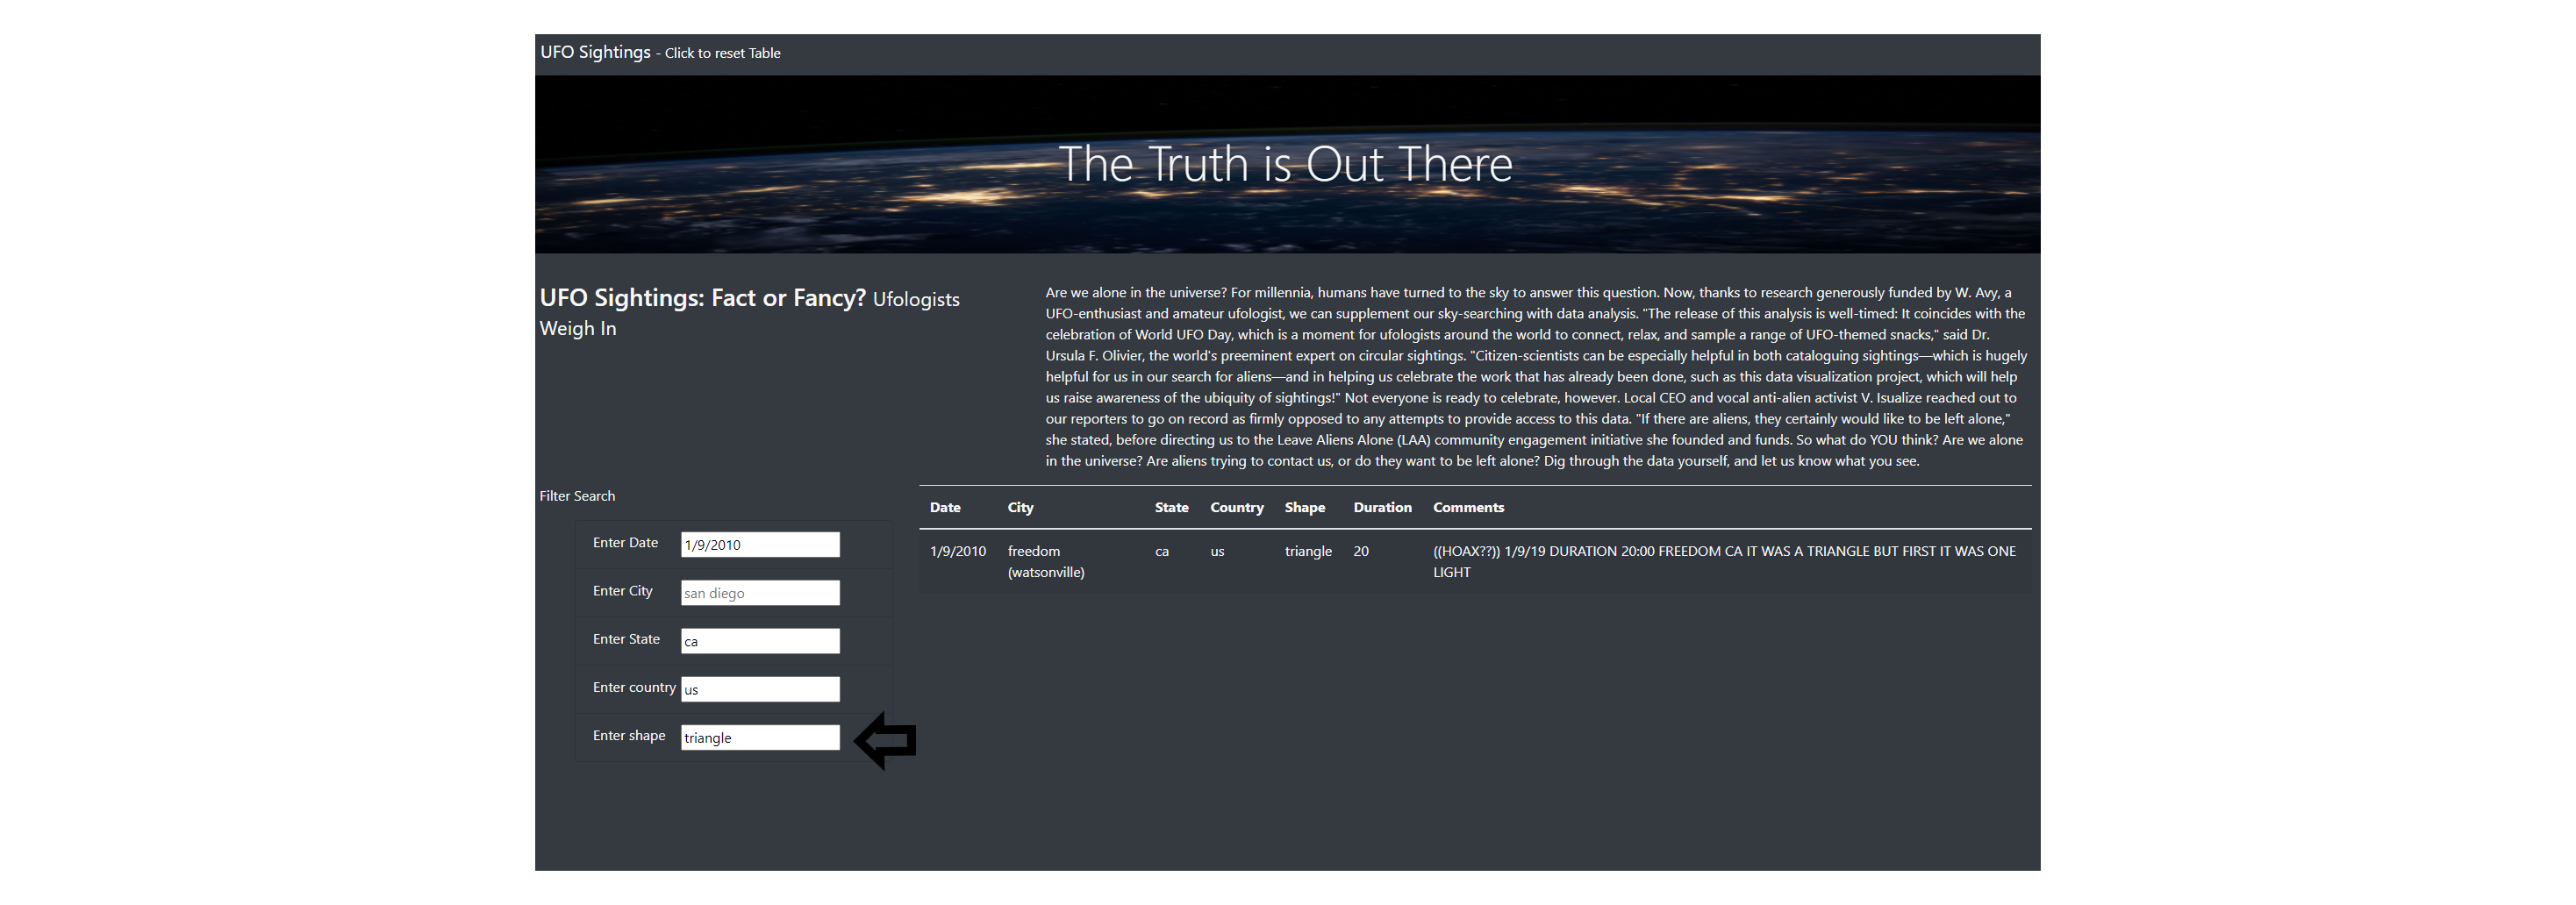 UFO Sightings - Click to reset Table
The Truth is Out There
UFO Sightings: Fact or Fancy? Ufologists
Weigh In
Are we alone in the universe? For millennia, humans have turned to the sky to answer this question. Now, thanks to research generously funded by W. Avy, a
UFO-enthusiast and amateur ufologist, we can supplement our sky-searching with data analysis. "The release of this analysis is well-timed: It coincides with the
celebration of World UFO Day, which is a moment for ufologists around the world to connect, relax, and sample a range of UFO-themed snacks," said Dr.
Ursula F. Olivier, the world's preeminent expert on circular sightings. "Citizen-scientists can be especially helpful in both cataloguing sightings—which is hugely
helpful for us in our search for aliens—and in helping us celebrate the work that has already been done, such as this data visualization project, which will help
us raise awareness of the ubiquity of sightings!" Not everyone is ready to celebrate, however. Local CEO and vocal anti-alien activist V. Isualize reached out to
our reporters to go on record as firmly opposed to any attempts to provide access to this data. "If there are aliens, they certainly would like to be left alone,"
she stated, before directing us to the Leave Aliens Alone (LAA) community engagement initiative she founded and funds. So what do YOU think? Are we alone
in the universe? Are aliens trying to contact us, or do they want to be left alone? Dig through the data yourself, and let us know what you see.
Filter Search
Enter Date 1/9/2010
Enter City san diego
Enter State ca
Enter country us
Enter shape triangle
Date City State Country Shape Duration Comments
1/9/2010 freedom ca us triangle 20 ((HOAX??)) 1/9/19 DURATION 20:00 FREEDOM CA IT WAS A TRIANGLE BUT FIRST IT WAS ONE
(watsonville) LIGHT